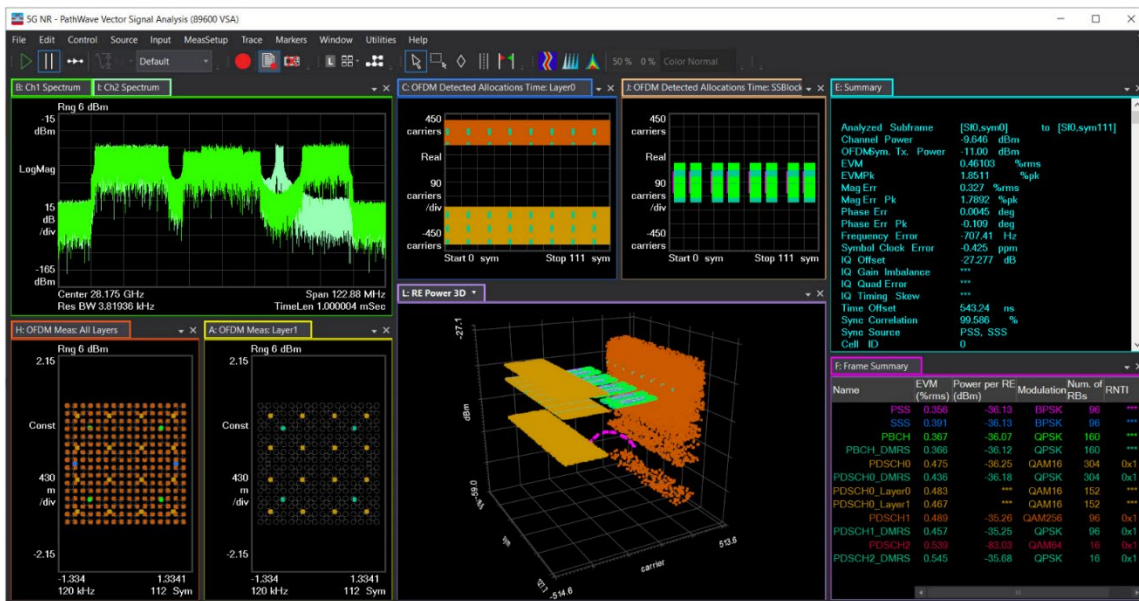 5G NR - PathWave Vector Signal Analysis (89600 VSA)
File Edit Control Source Input MeasSetup Trace Markers Window Utilities Help
Default
50 % 0 % Color Normal
B: Ch1 Spectrum
I: Ch2 Spectrum
Rng 6 dBm
-15
dBm
LogMag
15
dB
/div
-165
dBm
Center 28.175 GHz
Span 122.88 MHz
Res BW 3.81936 kHz
TimeLen 1.000004 mSec
C: OFDM Detected Allocations Time: Layer0
450
carriers
Real
90
carriers
/div
-450
carriers
Start 0 sym
Stop 111 sym
J: OFDM Detected Allocations Time: SSBlock
450
carriers
Real
90
carriers
/div
-450
carriers
Start 0 sym
Stop 111 sym
E: Summary
Analyzed Subframe [Sf0,sym0] to [Sf0,sym111]
Channel Power -9.646 dBm
OFDMSym. Tx. Power -11.00 dBm
EVM 0.46103 %rms
EVMPk 1.8511 %pk
Mag Err 0.327 %rms
Mag Err Pk 1.7892 %pk
Phase Err 0.0045 deg
Phase Err Pk -0.109 deg
Frequency Error -707.41 Hz
Symbol Clock Error -0.425 ppm
IQ Offset -27.277 dB
IQ Gain Imbalance ***
IQ Quad Error ***
IQ Timing Skew ***
Time Offset 543.24 ns
Sync Correlation 99.586 %
Sync Source PSS, SSS
Cell ID 0
H: OFDM Meas: All Layers
Rng 6 dBm
2.15
Const
430
m
/div
-2.15
-1.334 1.3341
120 kHz 112 Sym
A: OFDM Meas: Layer1
Rng 6 dBm
2.15
Const
430
m
/div
-2.15
-1.334 1.3341
120 kHz 112 Sym
L: RE Power 3D
-27.1
dBm
-59.0
carrier
513.6
-514.6
F: Frame Summary
Name EVM (%rms) Power per RE (dBm) Modulation Num. of RBs RNTI
PSS 0.356 -36.13 BPSK 96 ***
SSS 0.391 -36.13 BPSK 96 ***
PBCH 0.367 -36.07 QPSK 160 ***
PBCH_DMRS 0.366 -36.12 QPSK 160 ***
PDSCH0 0.475 -36.25 QAM16 304 0x1
PDSCH0_DMRS 0.436 -36.18 QPSK 304 0x1
PDSCH0_Layer0 0.483 *** QAM16 152 ***
PDSCH0_Layer1 0.467 *** QAM16 152 ***
PDSCH1 0.489 -35.26 QAM256 96 0x1
PDSCH1_DMRS 0.457 -35.25 QPSK 96 0x1
PDSCH2 0.539 -83.03 QAM64 16 0x1
PDSCH2_DMRS 0.545 -35.68 QPSK 16 0x1